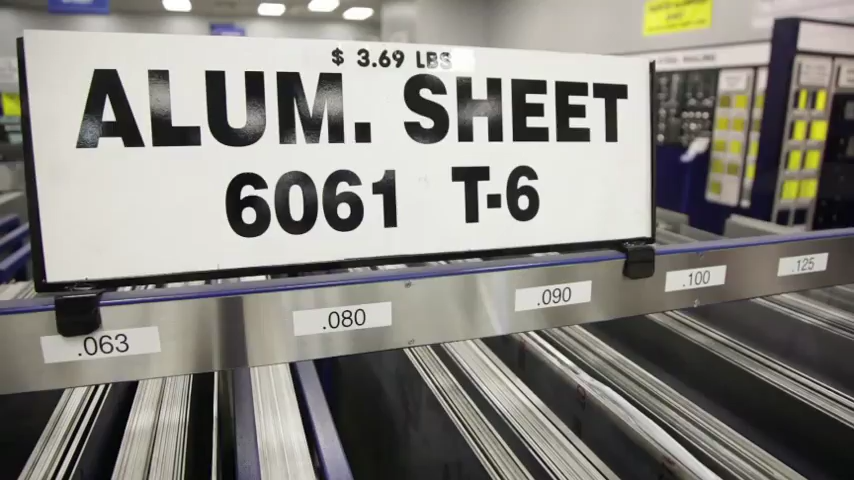 $ 3.69 LBS
ALUM. SHEET
6061 T-6
.063
.080
.090
.100
.125